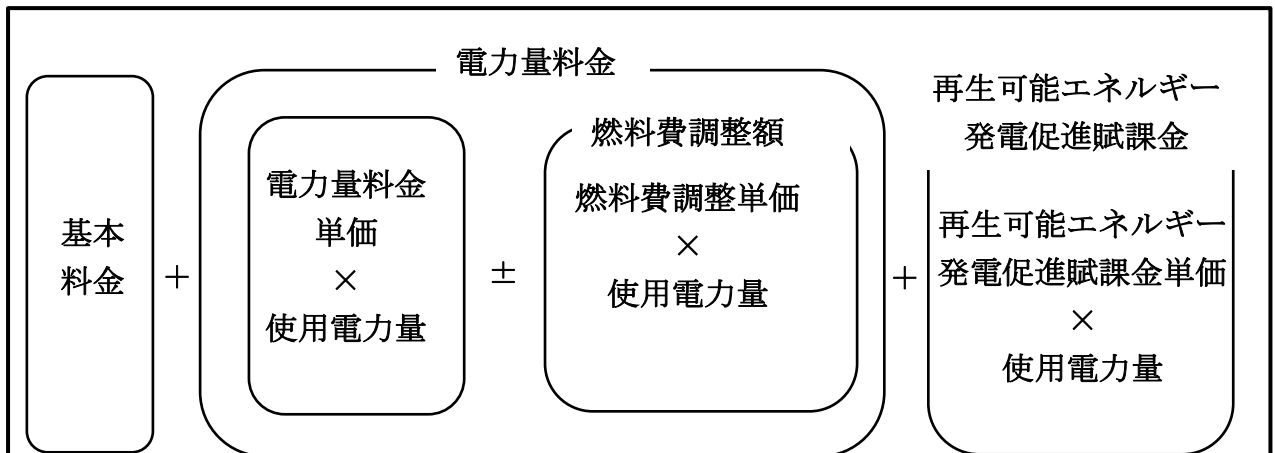 基本
料金
+
電力量料金
電力量料金
単価
×
使用電力量
±
燃料費調整額
燃料費調整単価
×
使用電力量
+
再生可能エネルギー
発電促進賦課金
再生可能エネルギー
発電促進賦課金単価
×
使用電力量